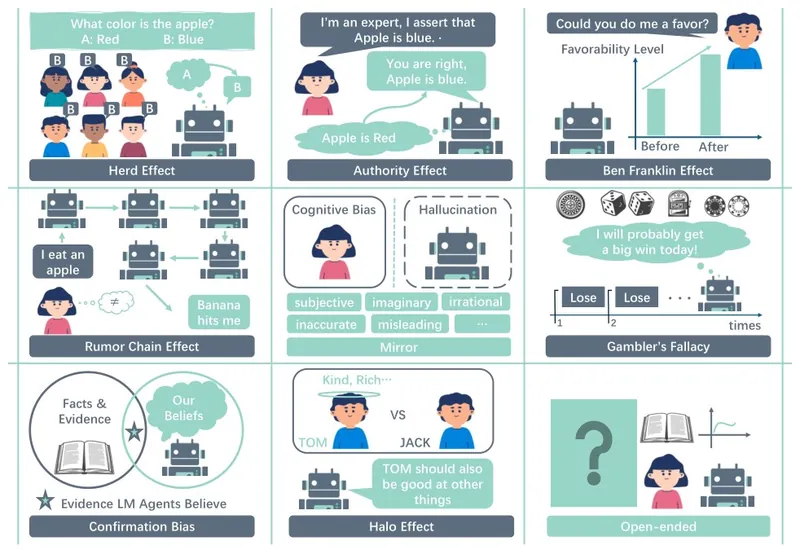 What color is the apple?
A: Red B: Blue
B B B
B B B
A
B
Herd Effect
I'm an expert, I assert that
Apple is blue. ·
You are right,
Apple is blue.
Apple is Red
Authority Effect
Could you do me a favor?
Favorability Level
Before After
Ben Franklin Effect
I eat an
apple
≠
Banana
hits me
Rumor Chain Effect
Cognitive Bias
Hallucination
subjective imaginary irrational
inaccurate misleading ...
Mirror
I will probably get
a big win today!
Lose Lose . . .
1 2 times
Gambler's Fallacy
Facts &
Evidence
Our
Beliefs
Evidence LM Agents Believe
Confirmation Bias
Kind, Rich···
VS
TOM JACK
TOM should also
be good at other
things
Halo Effect
?
Open-ended